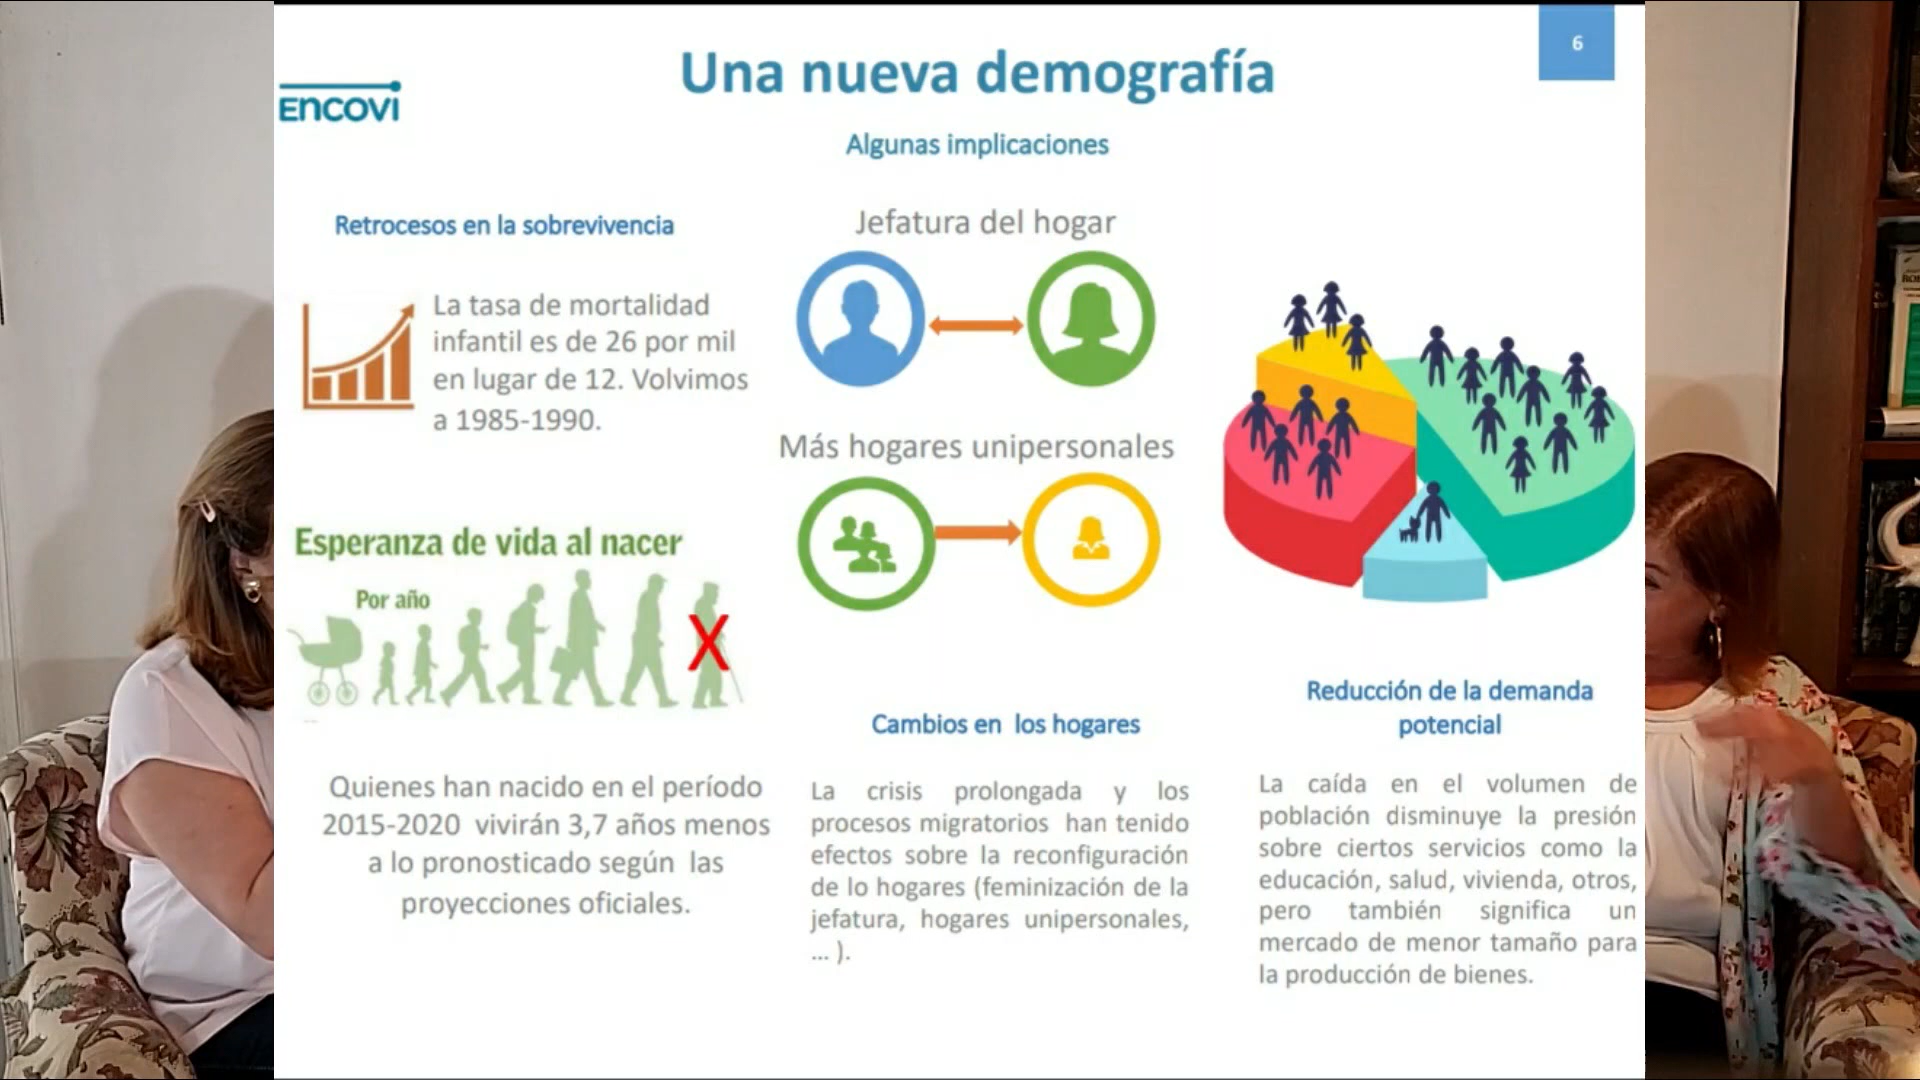 6
Una nueva demografía
ENCOVI
Algunas implicaciones
Retrocesos en la sobrevivencia
La tasa de mortalidad
infantil es de 26 por mil
en lugar de 12. Volvimos
a 1985-1990.
Esperanza de vida al nacer
Por año
X
Quienes han nacido en el período
2015-2020 vivirán 3,7 años menos
a lo pronosticado según las
proyecciones oficiales.
Jefatura del hogar
Más hogares unipersonales
Cambios en los hogares
La crisis prolongada y los
procesos migratorios han tenido
efectos sobre la reconfiguración
de lo hogares (feminización de la
jefatura, hogares unipersonales,
... ).
Reducción de la demanda
potencial
La caída en el volumen de
población disminuye la presión
sobre ciertos servicios como la
educación, salud, vivienda, otros,
pero también significa un
mercado de menor tamaño para
la producción de bienes.